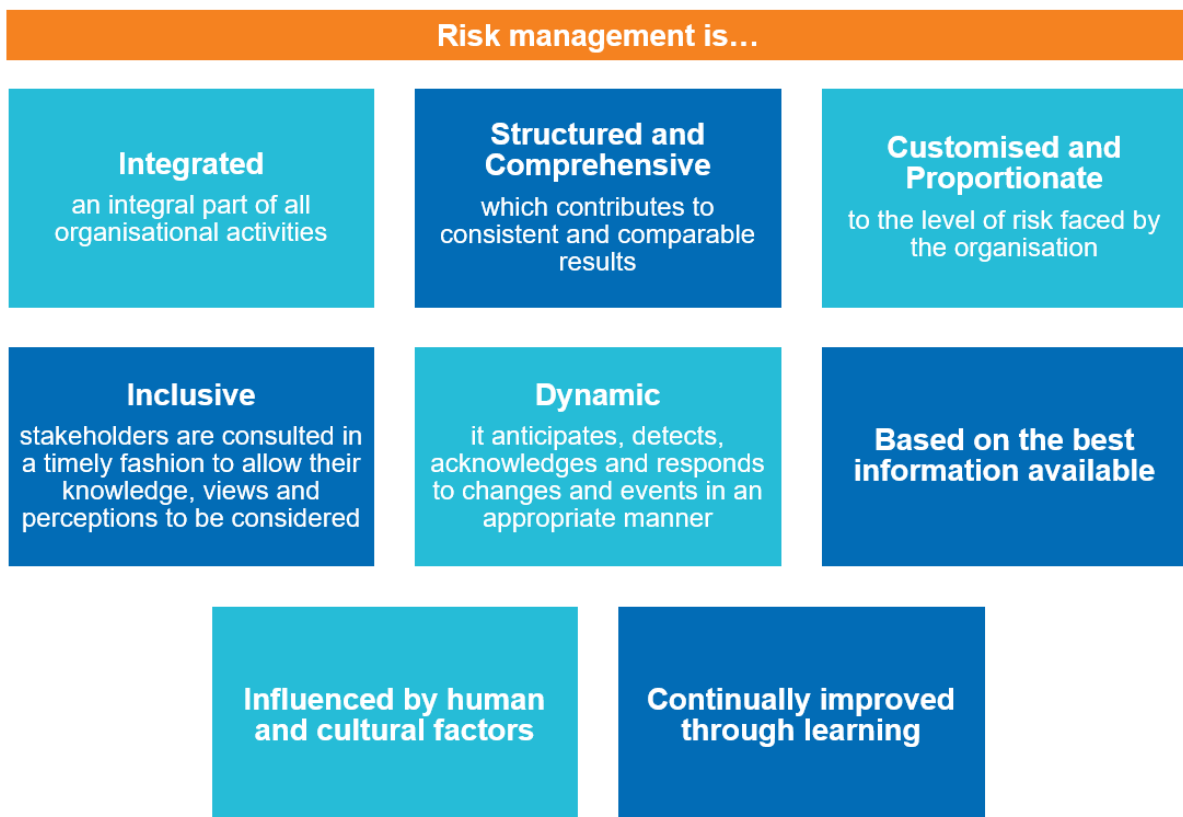 Risk management is…
Integrated
an integral part of all
organisational activities
Structured and
Comprehensive
which contributes to
consistent and comparable
results
Customised and
Proportionate
to the level of risk faced by
the organisation
Inclusive
stakeholders are consulted in
a timely fashion to allow their
knowledge, views and
perceptions to be considered
Dynamic
it anticipates, detects,
acknowledges and responds
to changes and events in an
appropriate manner
Based on the best
information available
Influenced by human
and cultural factors
Continually improved
through learning